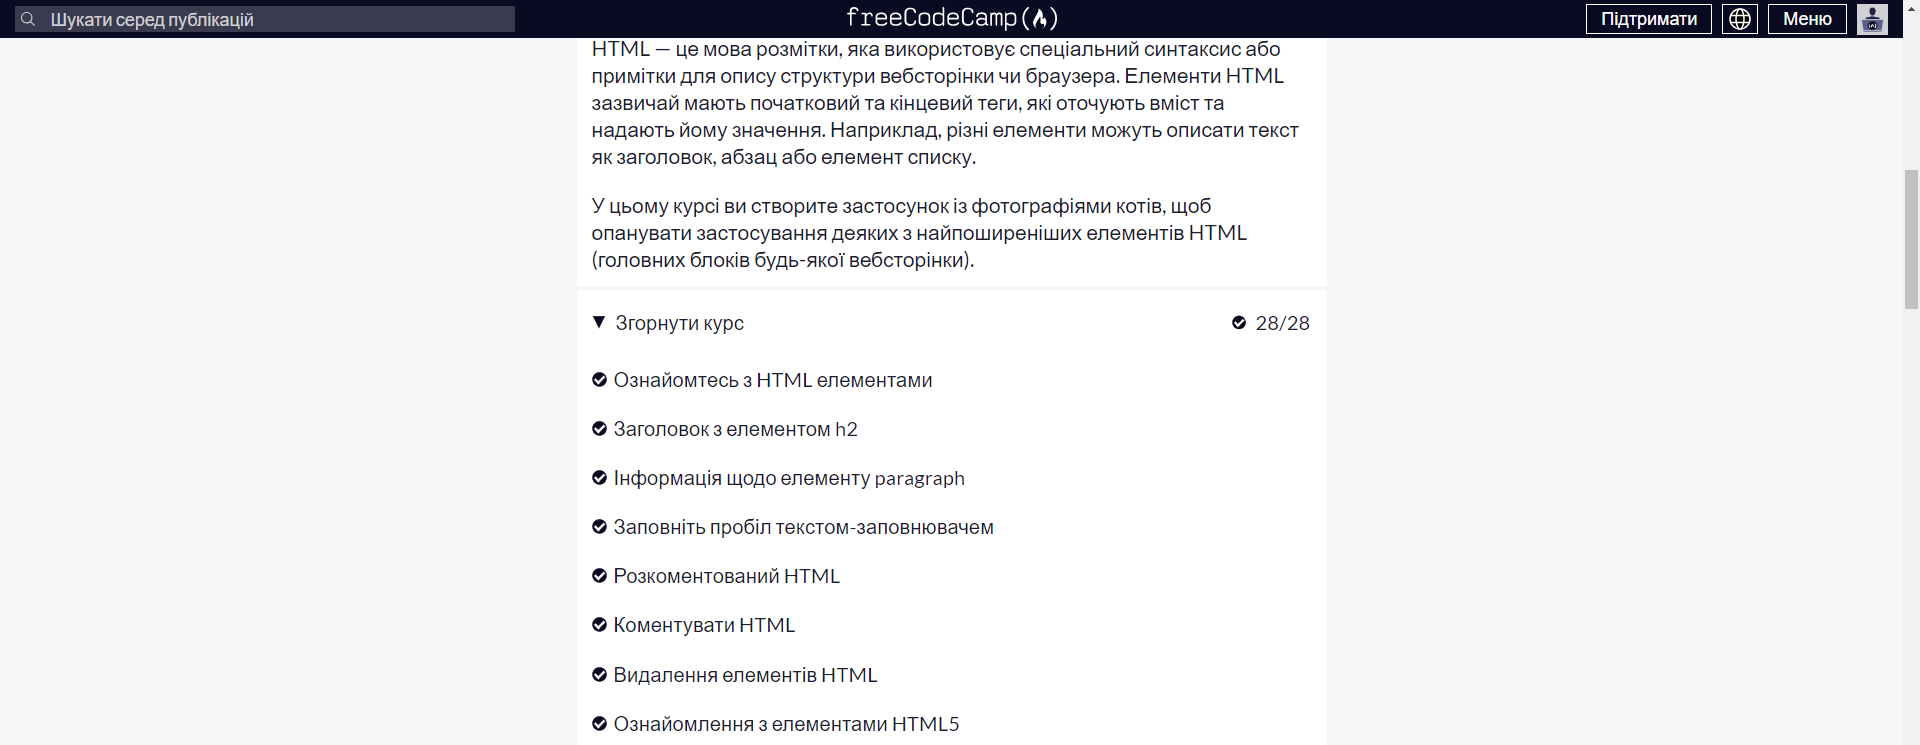 Шукати серед публікацій
freeCodeCamp(🔥)
Підтримати
Меню
HTML — це мова розмітки, яка використовує спеціальний синтаксис або
примітки для опису структури вебсторінки чи браузера. Елементи HTML
зазвичай мають початковий та кінцевий теги, які оточують вміст та
надають йому значення. Наприклад, різні елементи можуть описати текст
як заголовок, абзац або елемент списку.
У цьому курсі ви створите застосунок із фотографіями котів, щоб
опанувати застосування деяких з найпоширеніших елементів HTML
(головних блоків будь-якої вебсторінки).
Згорнути курс
28/28
Ознайомтесь з HTML елементами
Заголовок з елементом h2
Інформація щодо елементу paragraph
Заповніть пробіл текстом-заповнювачем
Розкоментований HTML
Коментувати HTML
Видалення елементів HTML
Ознайомлення з елементами HTML5